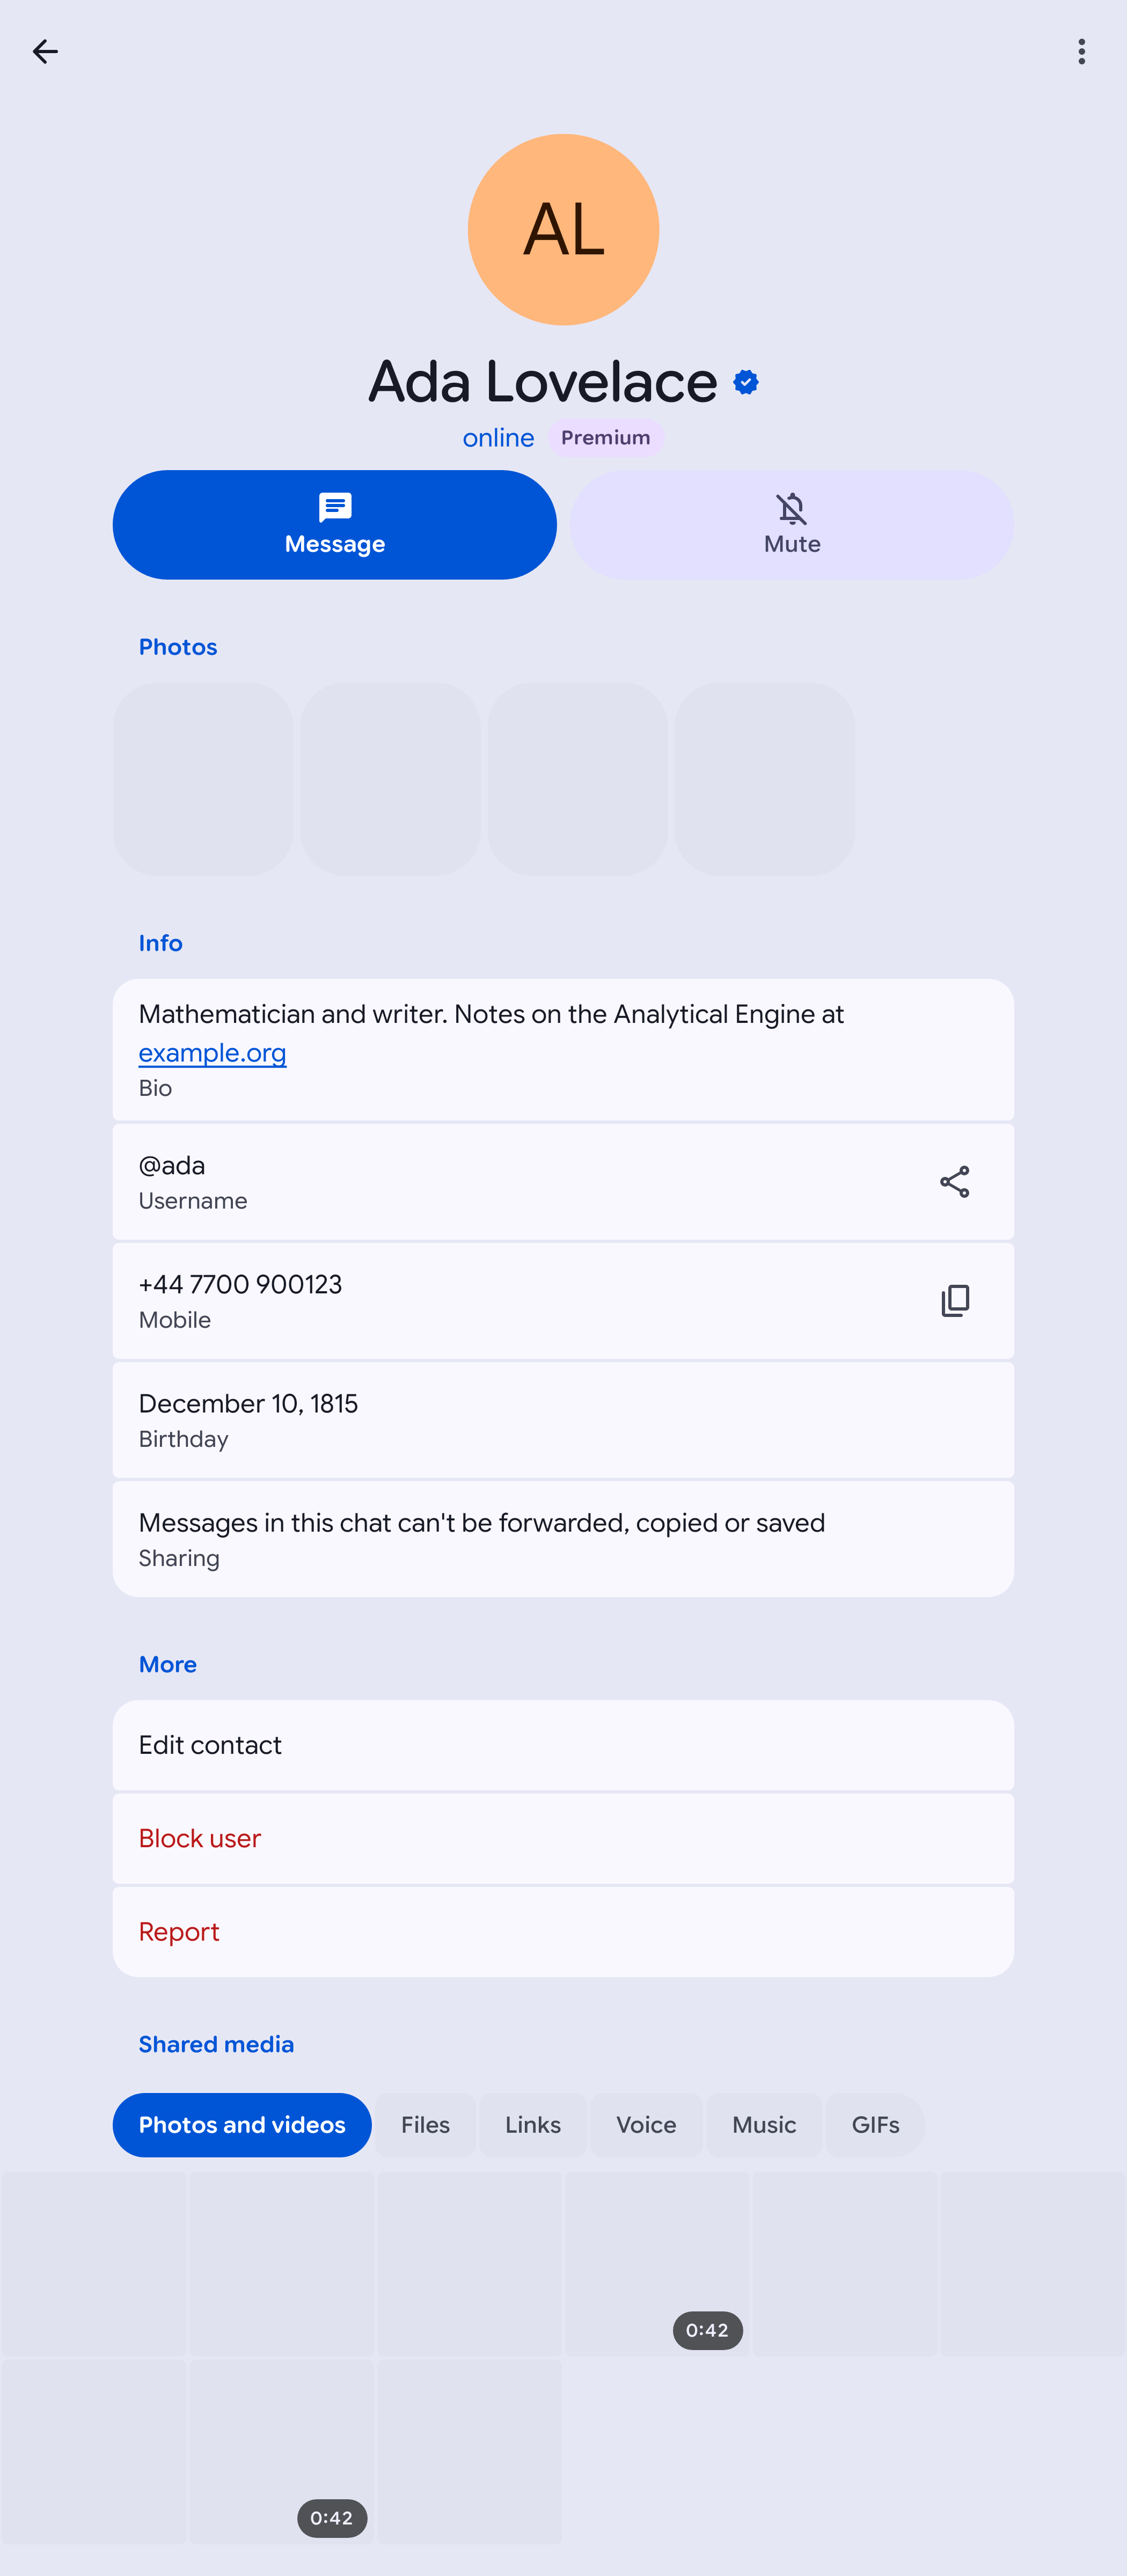 AL
Ada Lovelace
online Premium
Message
Mute
Photos
Info
Mathematician and writer. Notes on the Analytical Engine at
example.org
Bio
@ada
Username
+44 7700 900123
Mobile
December 10, 1815
Birthday
Messages in this chat can't be forwarded, copied or saved
Sharing
More
Edit contact
Block user
Report
Shared media
Photos and videos Files Links Voice Music GIFs
0:42
0:42